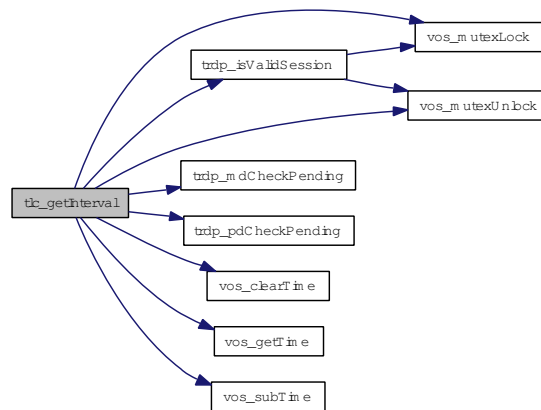 vos_mutexLock
trdp_isValidSession
vos_mutexUnlock
trdp_mdCheckPending
tlc_getInterval
trdp_pdCheckPending
vos_clearTime
vos_getTime
vos_subTime